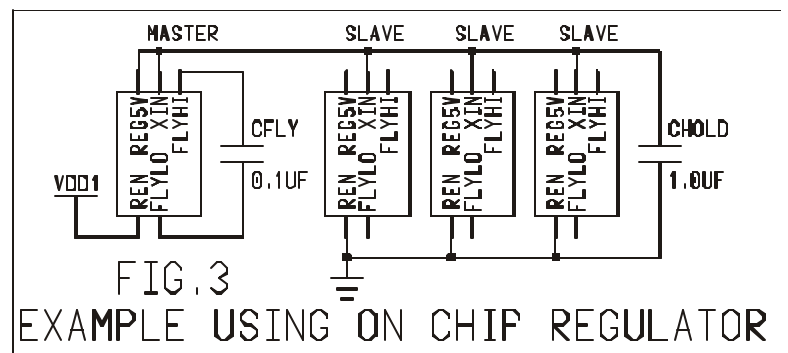 MASTER SLAVE SLAVE SLAVE
REG5V XIN FLYHI REN FLYLO
REG5V XIN FLYHI REN FLYLO
REG5V XIN FLYHI REN FLYLO
REG5V XIN FLYHI REN FLYLO
CFLY
0.1UF
CHOLD
1.0UF
VDD1
FIG.3
EXAMPLE USING ON CHIP REGULATOR